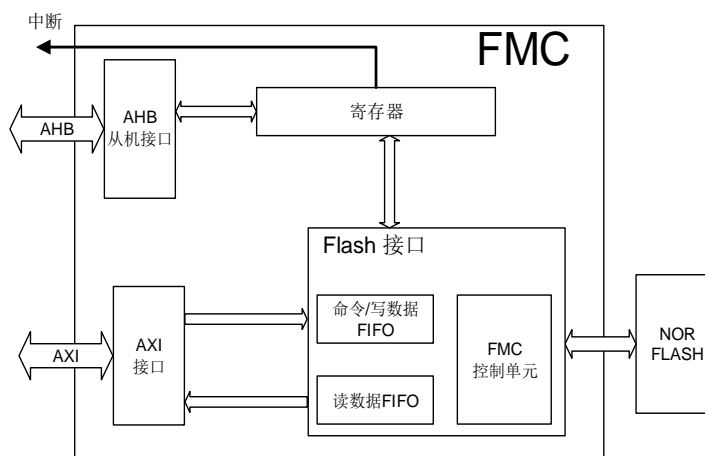 中断
FMC
AHB
AHB
从机接口
寄存器
Flash 接口
命令/写数据
FIFO
读数据FIFO
FMC
控制单元
AXI
AXI
接口
NOR
FLASH